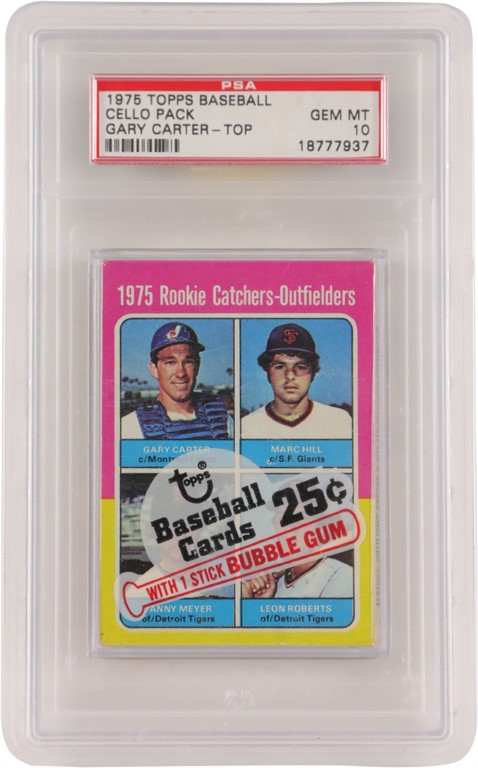 PSA
1975 TOPPS BASEBALL
CELLO PACK
GARY CARTER – TOP
GEM MT
10
18777937
1975 Rookie Catchers-Outfielders
GARY CARTER
MARC HILL
c/S.F. Giants
Topps®
Baseball
Cards
25¢
WITH 1 STICK BUBBLE GUM
MEYER
of/Detroit Tigers
LEON ROBERTS
of/Detroit Tigers